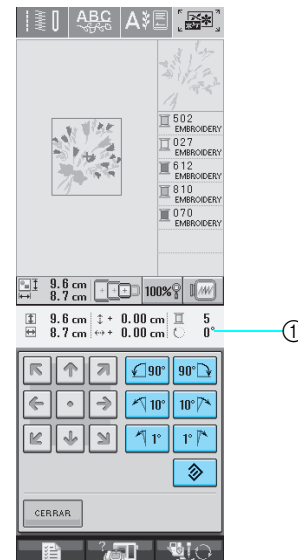 ABC A
502
EMBROIDERY
027
EMBROIDERY
612
EMBROIDERY
810
EMBROIDERY
070
EMBROIDERY
9.6 cm
8.7 cm
100%
9.6 cm + 0.00 cm 5
8.7 cm + 0.00 cm 0°
1
90° 90°
10° 10°
1° 1°
CERRAR
?